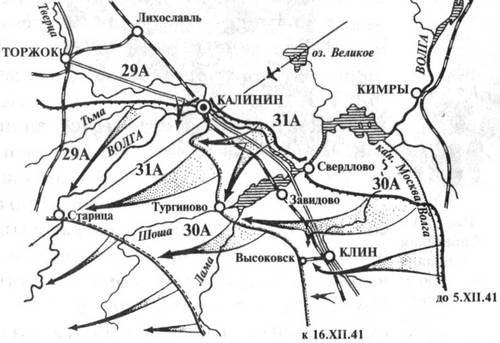 Тверца
Лихославль
ТОРЖОК
29А
оз. Великое
ВОЛГА
КИМРЫ
КАЛИНИН
31А
Тьма
ВОЛГА
29А
31А
Свердлово
кан. Москва-Волга
30А
Старица
Тургиново
Завидово
30А
Шоша
Лама
Высоковск
КЛИН
до 5.XII.41
к 16.XII.41